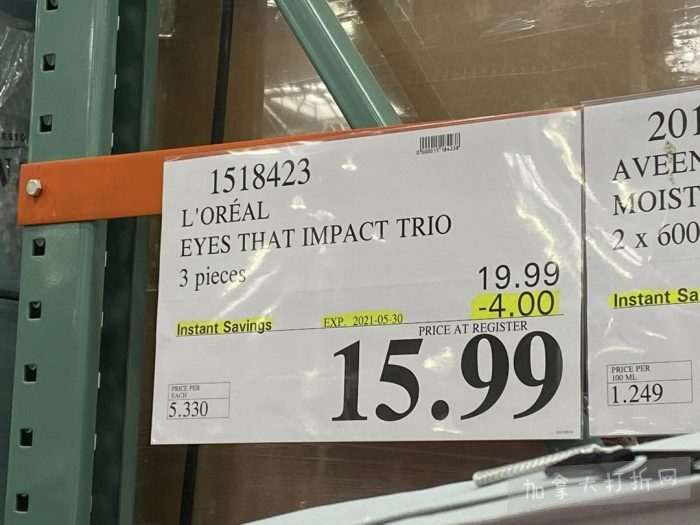 1518423
L'ORÉAL
EYES THAT IMPACT TRIO
3 pieces
19.99
-4.00
Instant Savings EXP. 2021-05-30
PRICE AT REGISTER
15.99
PRICE PER
EACH
5.330
201
AVEEN
MOIST
2 x 600
Instant Sa
PRICE PER
100 ML
1.249
加拿大打折网